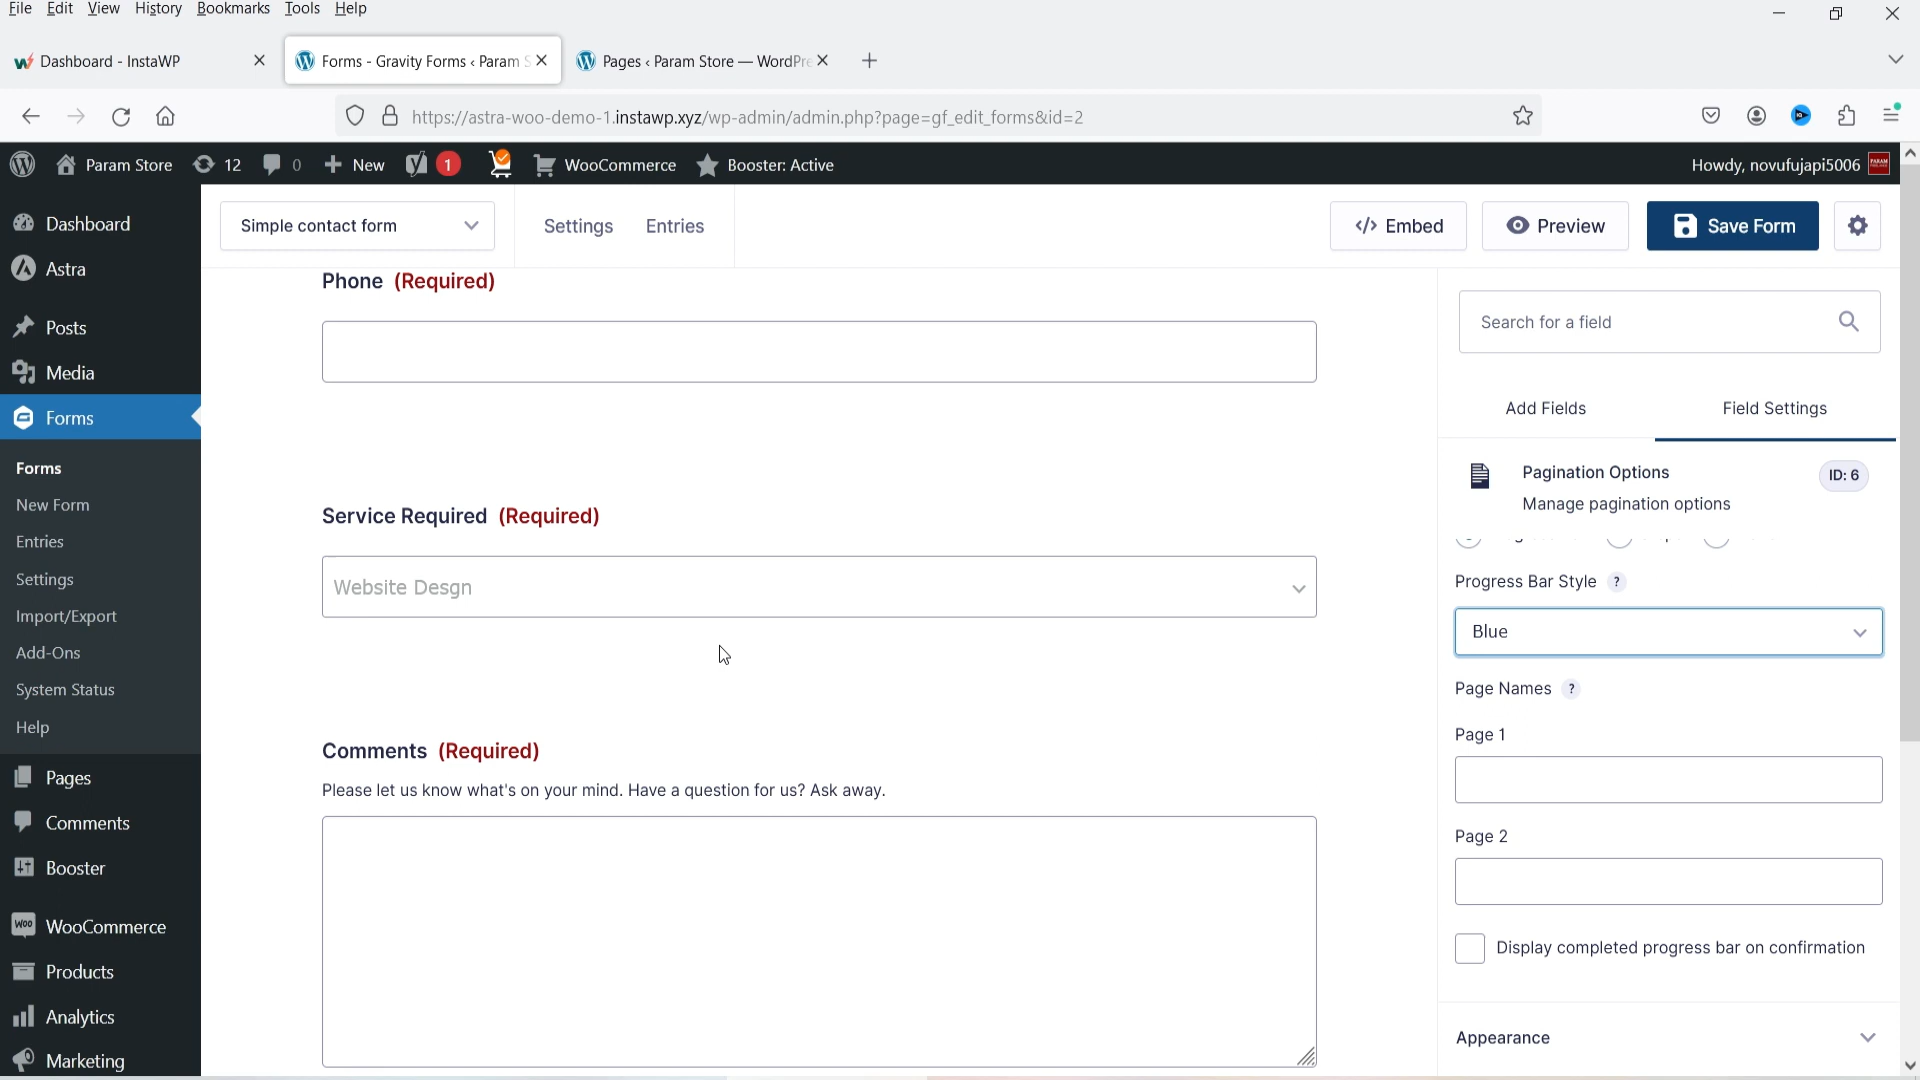 File Edit View History Bookmarks Tools Help
Dashboard - InstaWP
Forms - Gravity Forms ‹ Param S
Pages ‹ Param Store — WordPre
https://astra-woo-demo-1.instawp.xyz/wp-admin/admin.php?page=gf_edit_forms&id=2
Param Store 12 0 New 1 WooCommerce Booster: Active Howdy, novufujapi5006
Dashboard
Astra
Posts
Media
Forms
Forms
New Form
Entries
Settings
Import/Export
Add-Ons
System Status
Help
Pages
Comments
Booster
WooCommerce
Products
Analytics
Marketing
Simple contact form Settings Entries </> Embed Preview Save Form
Phone (Required)
Service Required (Required)
Website Desgn
Comments (Required)
Please let us know what's on your mind. Have a question for us? Ask away.
Search for a field
Add Fields Field Settings
Pagination Options ID: 6
Manage pagination options
Progress Bar Style ?
Blue
Page Names ?
Page 1
Page 2
Display completed progress bar on confirmation
Appearance